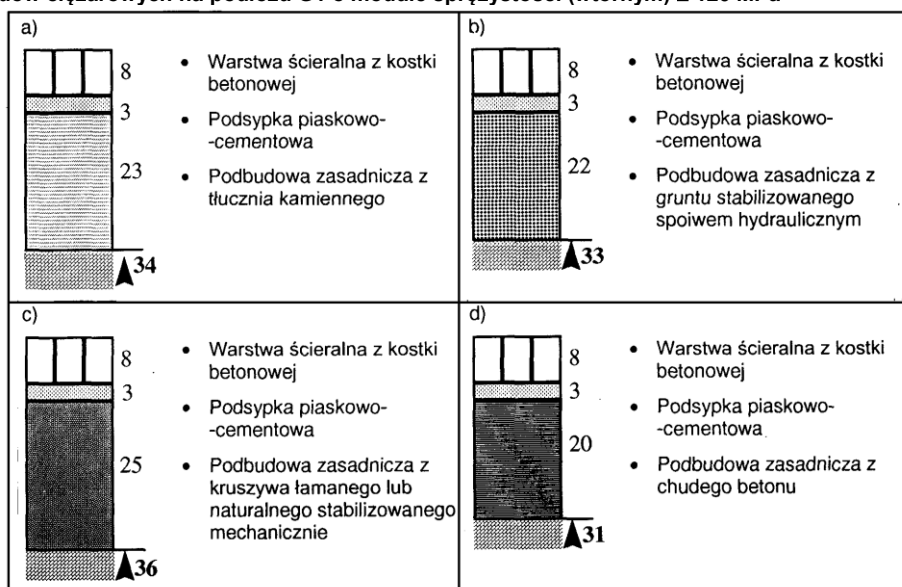 a)
8
3
23
34
• Warstwa ścieralna z kostki
betonowej
• Podsypka piaskowo-
-cementowa
• Podbudowa zasadnicza z
tłucznia kamiennego
b)
8
3
22
33
• Warstwa ścieralna z kostki
betonowej
• Podsypka piaskowo-
-cementowa
• Podbudowa zasadnicza z
gruntu stabilizowanego
spoiwem hydraulicznym
c)
8
3
25
36
• Warstwa ścieralna z kostki
betonowej
• Podsypka piaskowo-
-cementowa
• Podbudowa zasadnicza z
kruszywa łamanego lub
naturalnego stabilizowanego
mechanicznie
d)
8
3
20
31
• Warstwa ścieralna z kostki
betonowej
• Podsypka piaskowo-
-cementowa
• Podbudowa zasadnicza z
chudego betonu